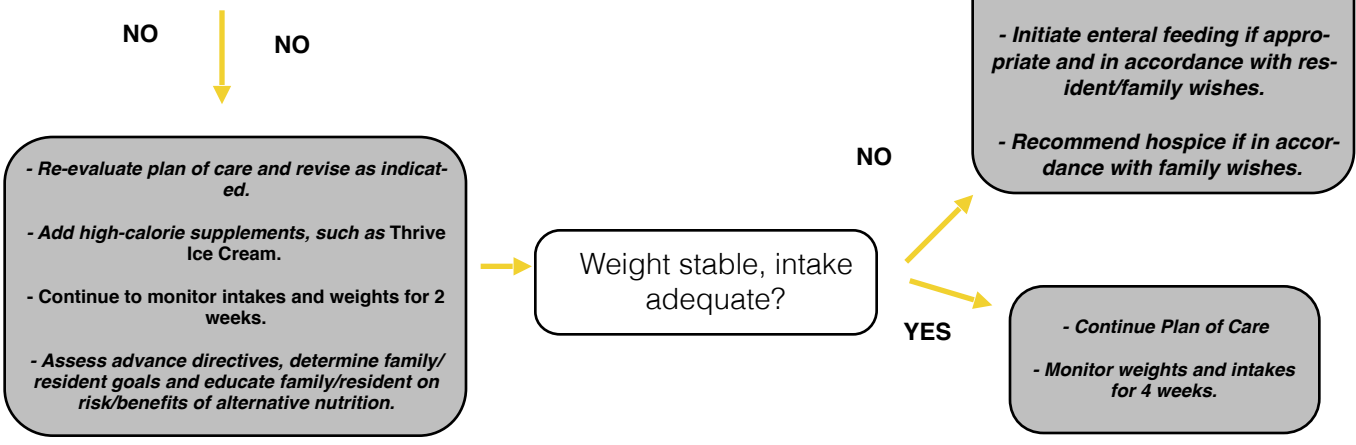 NO
NO
- Initiate enteral feeding if appro-
priate and in accordance with res-
ident/family wishes.
- Recommend hospice if in accor-
dance with family wishes.
- Re-evaluate plan of care and revise as indicat-
ed.
- Add high-calorie supplements, such as Thrive
Ice Cream.
- Continue to monitor intakes and weights for 2
weeks.
- Assess advance directives, determine family/
resident goals and educate family/resident on
risk/benefits of alternative nutrition.
Weight stable, intake
adequate?
NO
YES
- Continue Plan of Care
- Monitor weights and intakes
for 4 weeks.